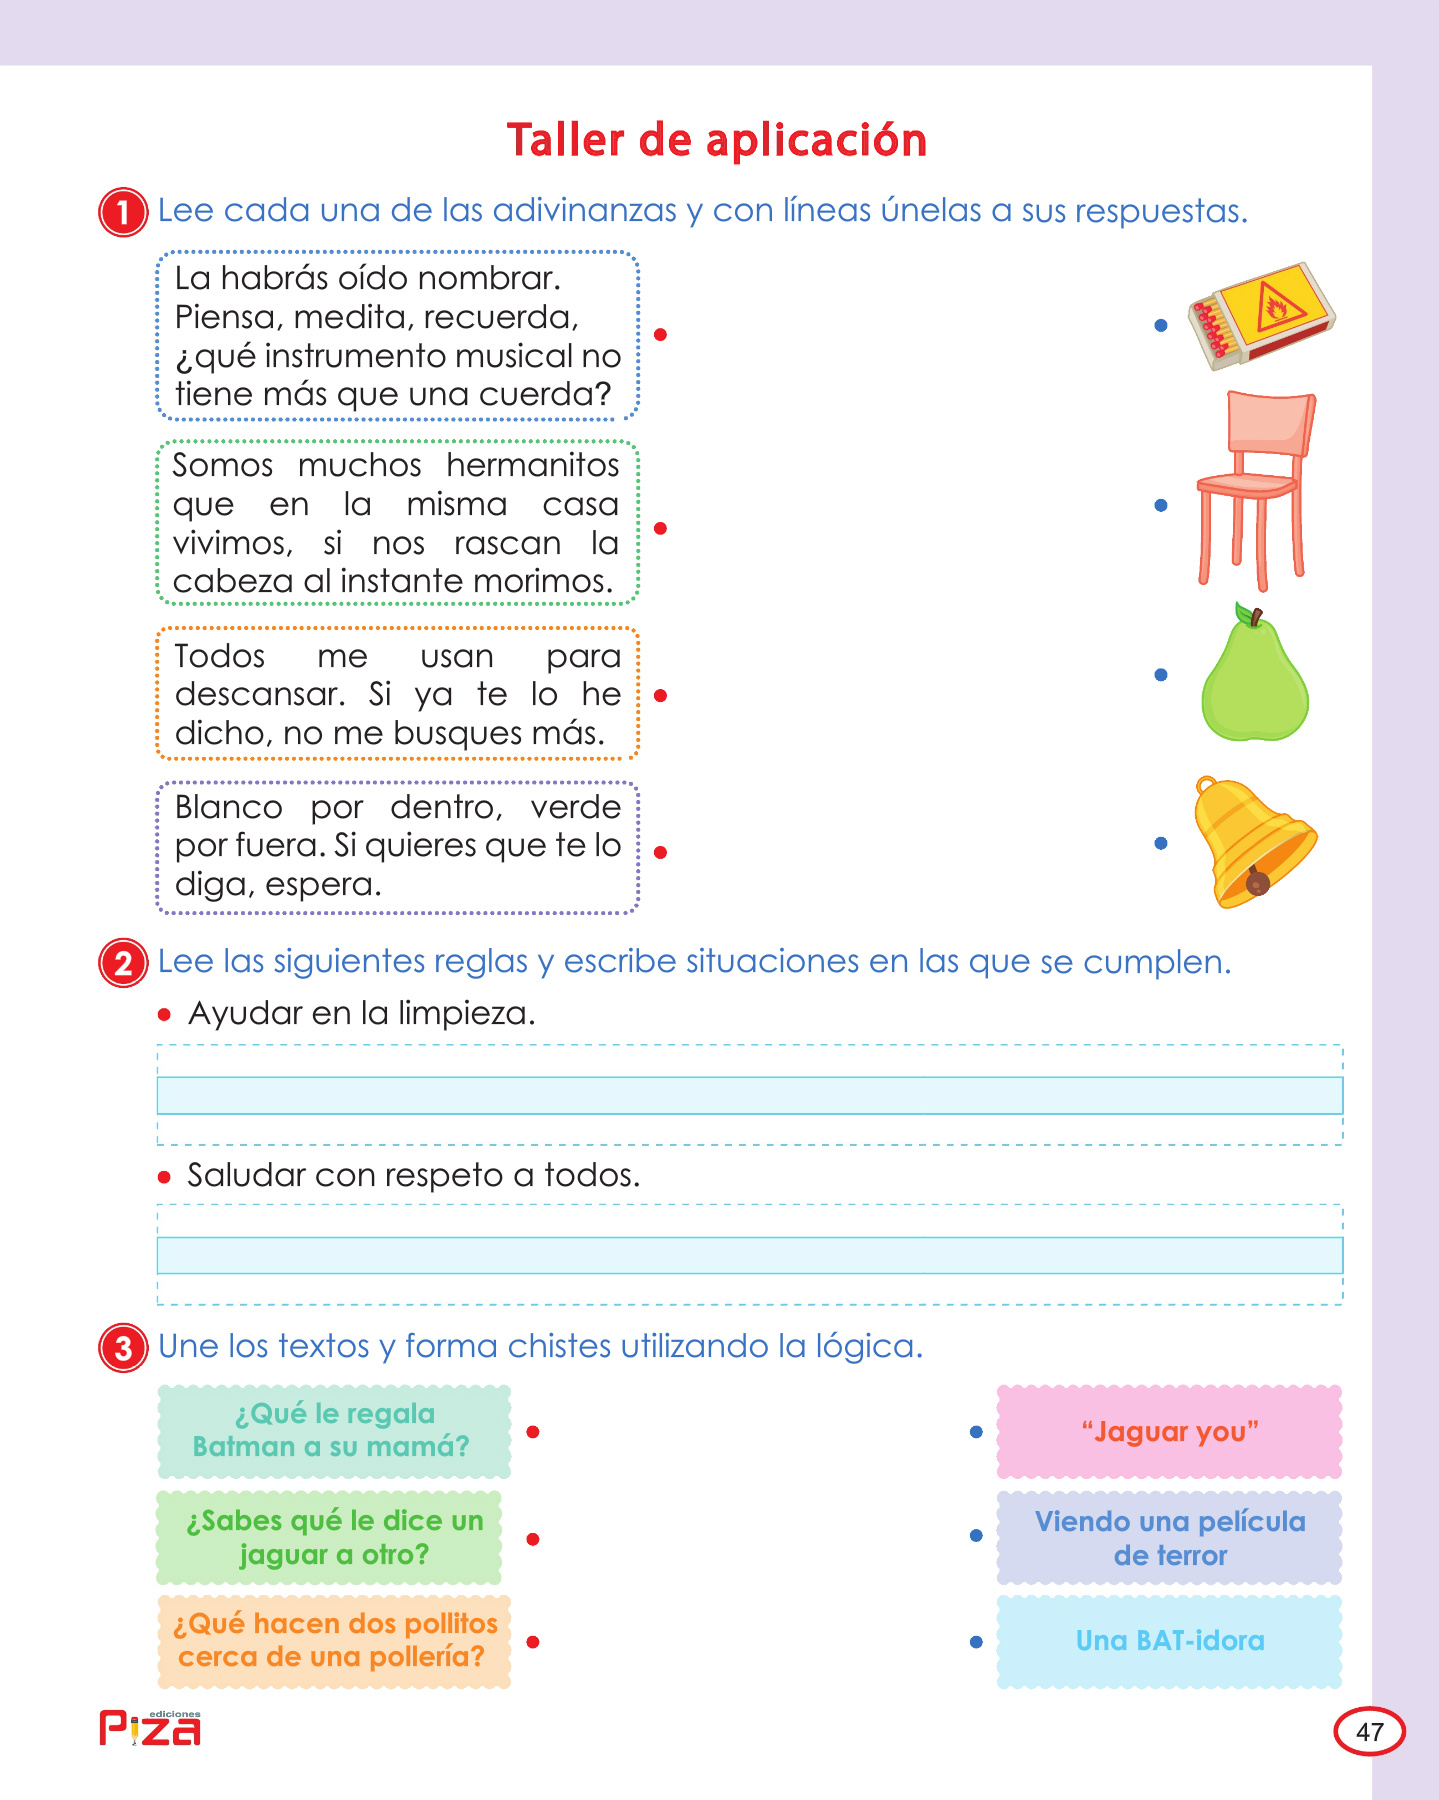 Taller de aplicación
1 Lee cada una de las adivinanzas y con líneas únelas a sus respuestas.
La habrás oído nombrar.
Piensa, medita, recuerda,
¿qué instrumento musical no
tiene más que una cuerda?
Somos muchos hermanitos
que en la misma casa
vivimos, si nos rascan la
cabeza al instante morimos.
Todos me usan para
descansar. Si ya te lo he
dicho, no me busques más.
Blanco por dentro, verde
por fuera. Si quieres que te lo
diga, espera.
2 Lee las siguientes reglas y escribe situaciones en las que se cumplen.
• Ayudar en la limpieza.
• Saludar con respeto a todos.
3 Une los textos y forma chistes utilizando la lógica.
¿Qué le regala
Batman a su mamá?
“Jaguar you”
¿Sabes qué le dice un
jaguar a otro?
Viendo una película
de terror
¿Qué hacen dos pollitos
cerca de una pollería?
Una BAT-idora
ediciones
Piza
47